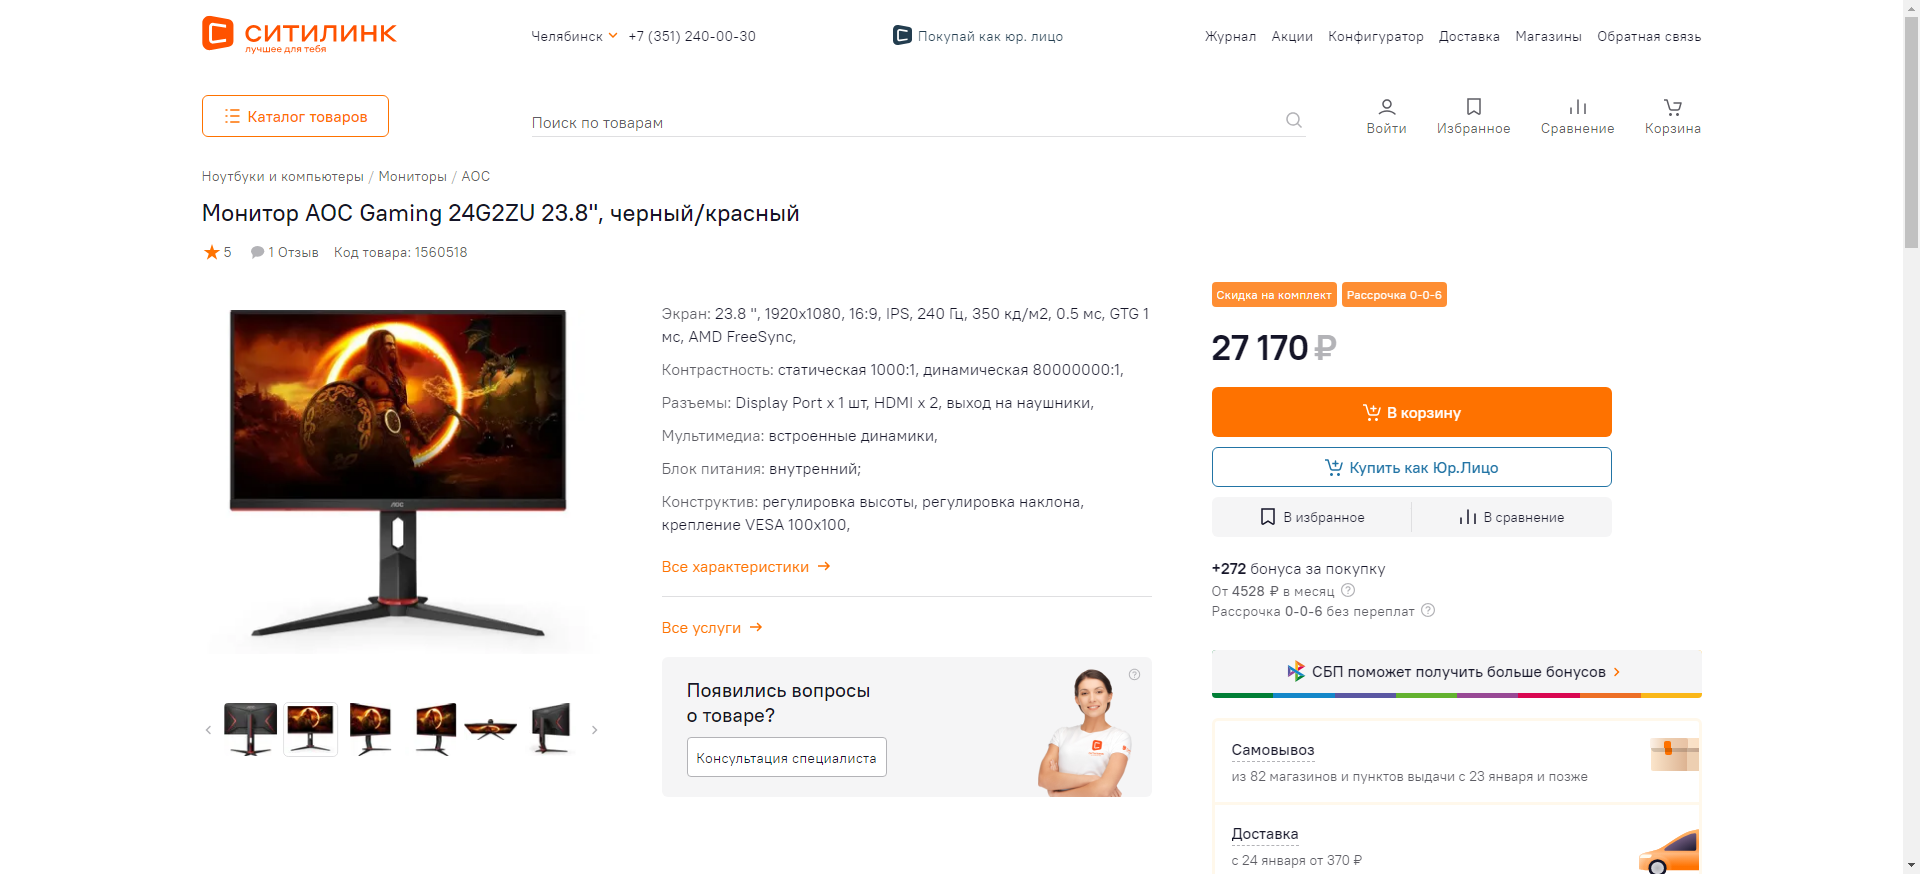 СИТИЛИНК
лучшее для тебя
Челябинск
+7 (351) 240-00-30
Покупай как юр. лицо
Журнал
Акции
Конфигуратор
Доставка
Магазины
Обратная связь
Каталог товаров
Поиск по товарам
Войти
Избранное
Сравнение
Корзина
Ноутбуки и компьютеры / Мониторы / AOC
Монитор AOC Gaming 24G2ZU 23.8", черный/красный
5
1 Отзыв
Код товара: 1560518
AOC
Экран: 23.8 ", 1920x1080, 16:9, IPS, 240 Гц, 350 кд/м2, 0.5 мс, GTG 1
мс, AMD FreeSync,
Контрастность: статическая 1000:1, динамическая 80000000:1,
Разъемы: Display Port x 1 шт, HDMI x 2, выход на наушники,
Мультимедиа: встроенные динамики,
Блок питания: внутренний;
Конструктив: регулировка высоты, регулировка наклона,
крепление VESA 100x100,
Все характеристики
Все услуги
Появились вопросы
о товаре?
Консультация специалиста
Скидка на комплект
Рассрочка 0-0-6
27 170 ₽
В корзину
Купить как Юр.Лицо
В избранное
В сравнение
+272 бонуса за покупку
От 4528 ₽ в месяц
Рассрочка 0-0-6 без переплат
СБП поможет получить больше бонусов
Самовывоз
из 82 магазинов и пунктов выдачи с 23 января и позже
Доставка
с 24 января от 370 ₽